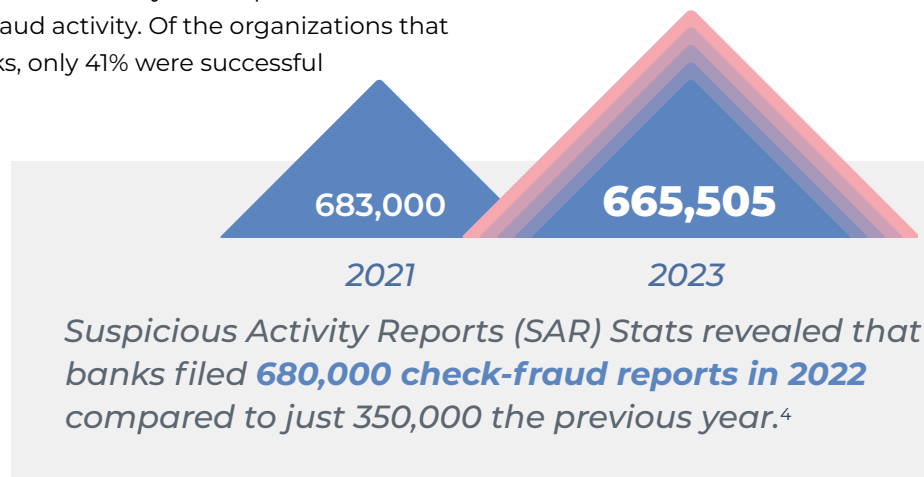 aud activity. Of the organizations that
ks, only 41% were successful
683,000
665,505
2021
2023
Suspicious Activity Reports (SAR) Stats revealed that
banks filed 680,000 check-fraud reports in 2022
compared to just 350,000 the previous year.4